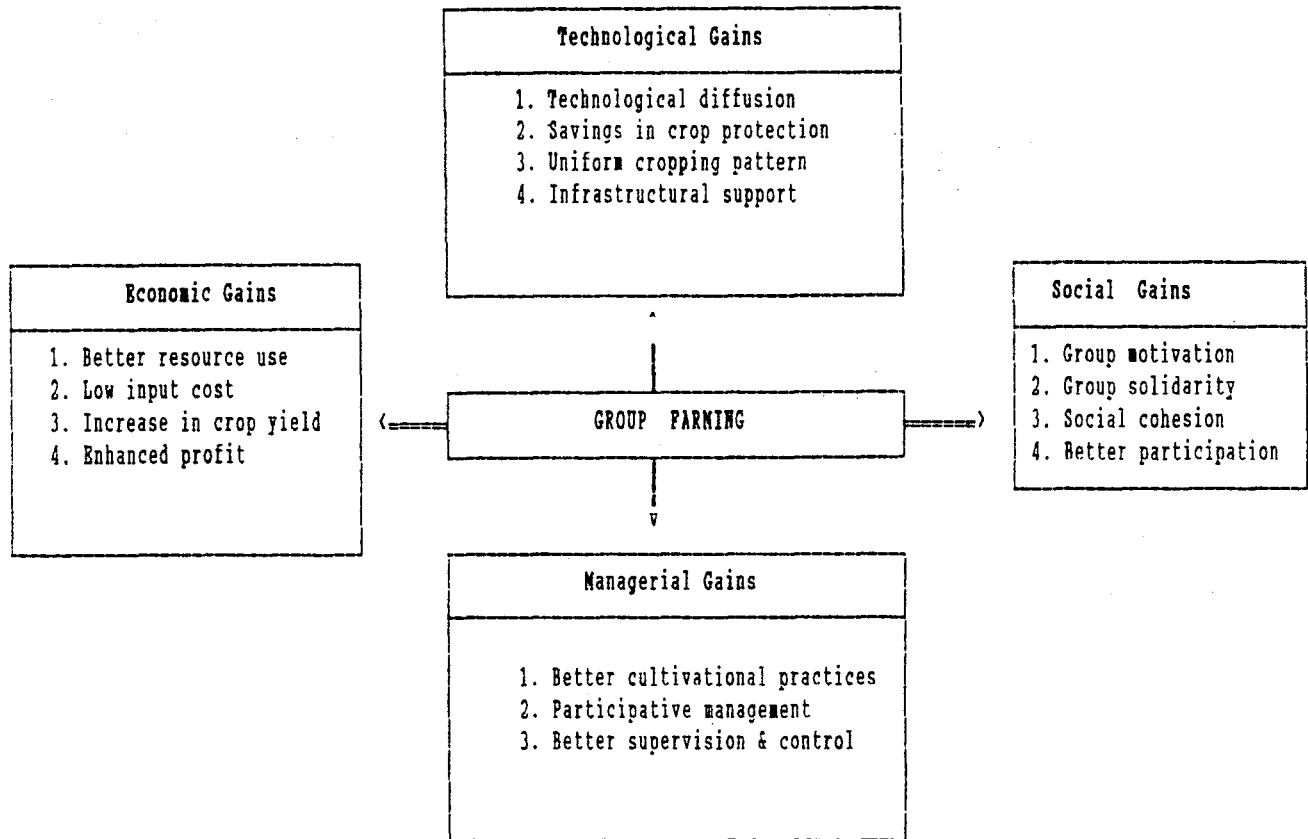 Technological Gains
1. Technological diffusion
2. Savings in crop protection
3. Uniform cropping pattern
4. Infrastructural support
Economic Gains
1. Better resource use
2. Low input cost
3. Increase in crop yield
4. Enhanced profit
Social Gains
1. Group motivation
2. Group solidarity
3. Social cohesion
4. Better participation
GROUP FARMING
Managerial Gains
1. Better cultivational practices
2. Participative management
3. Better supervision & control